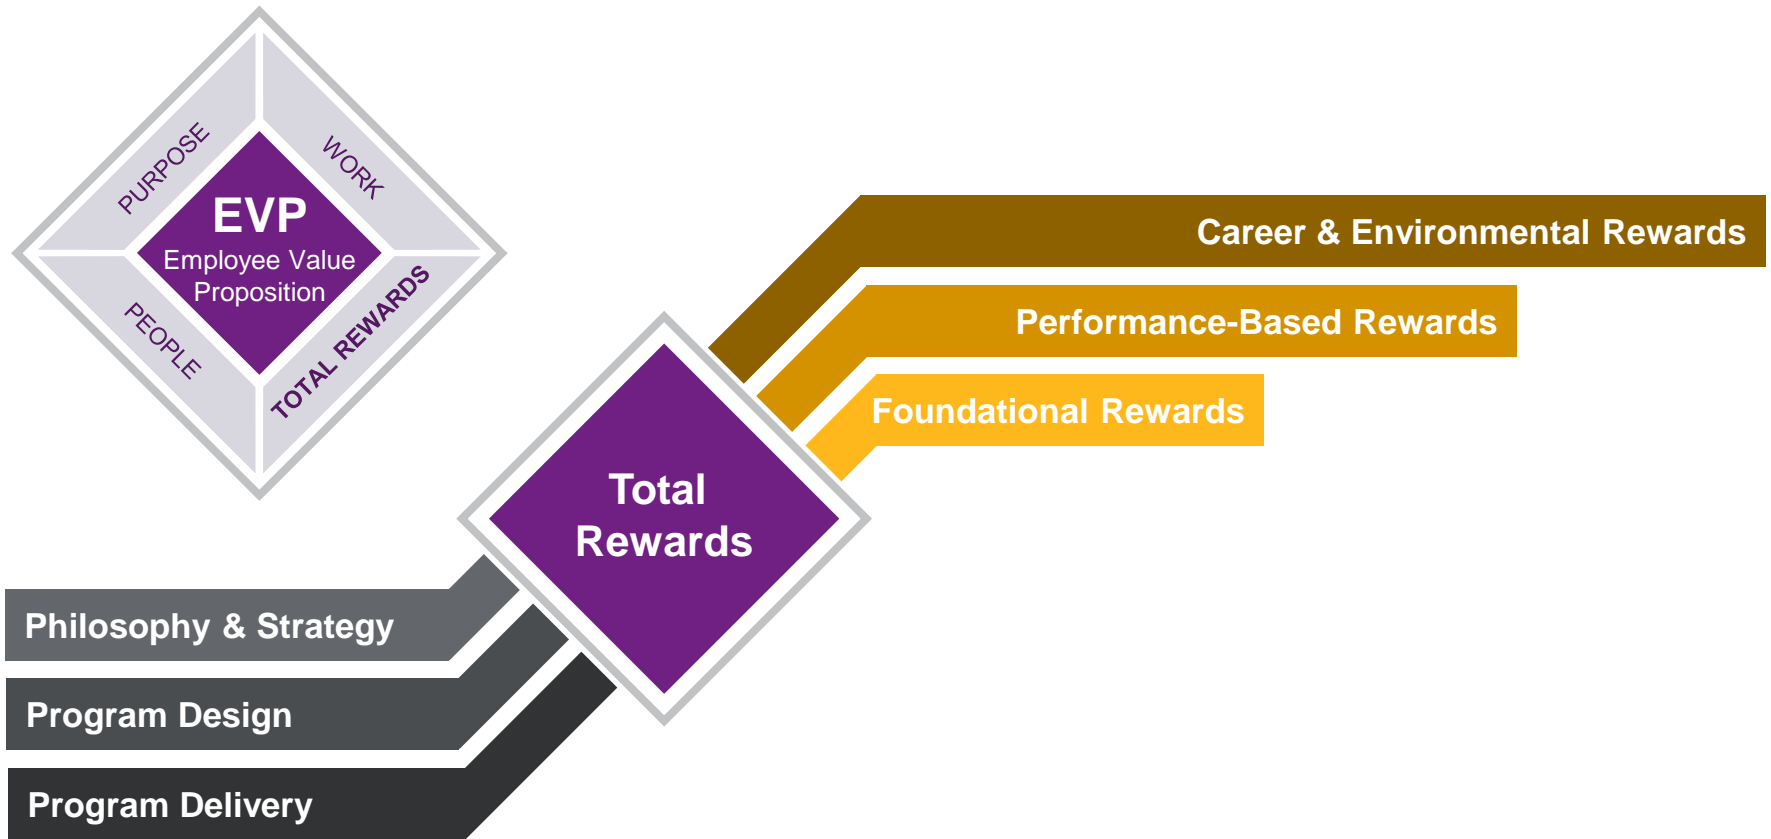 PURPOSE
WORK
EVP
Employee Value
Proposition
PEOPLE
TOTAL REWARDS
Career & Environmental Rewards
Performance-Based Rewards
Foundational Rewards
Total
Rewards
Philosophy & Strategy
Program Design
Program Delivery